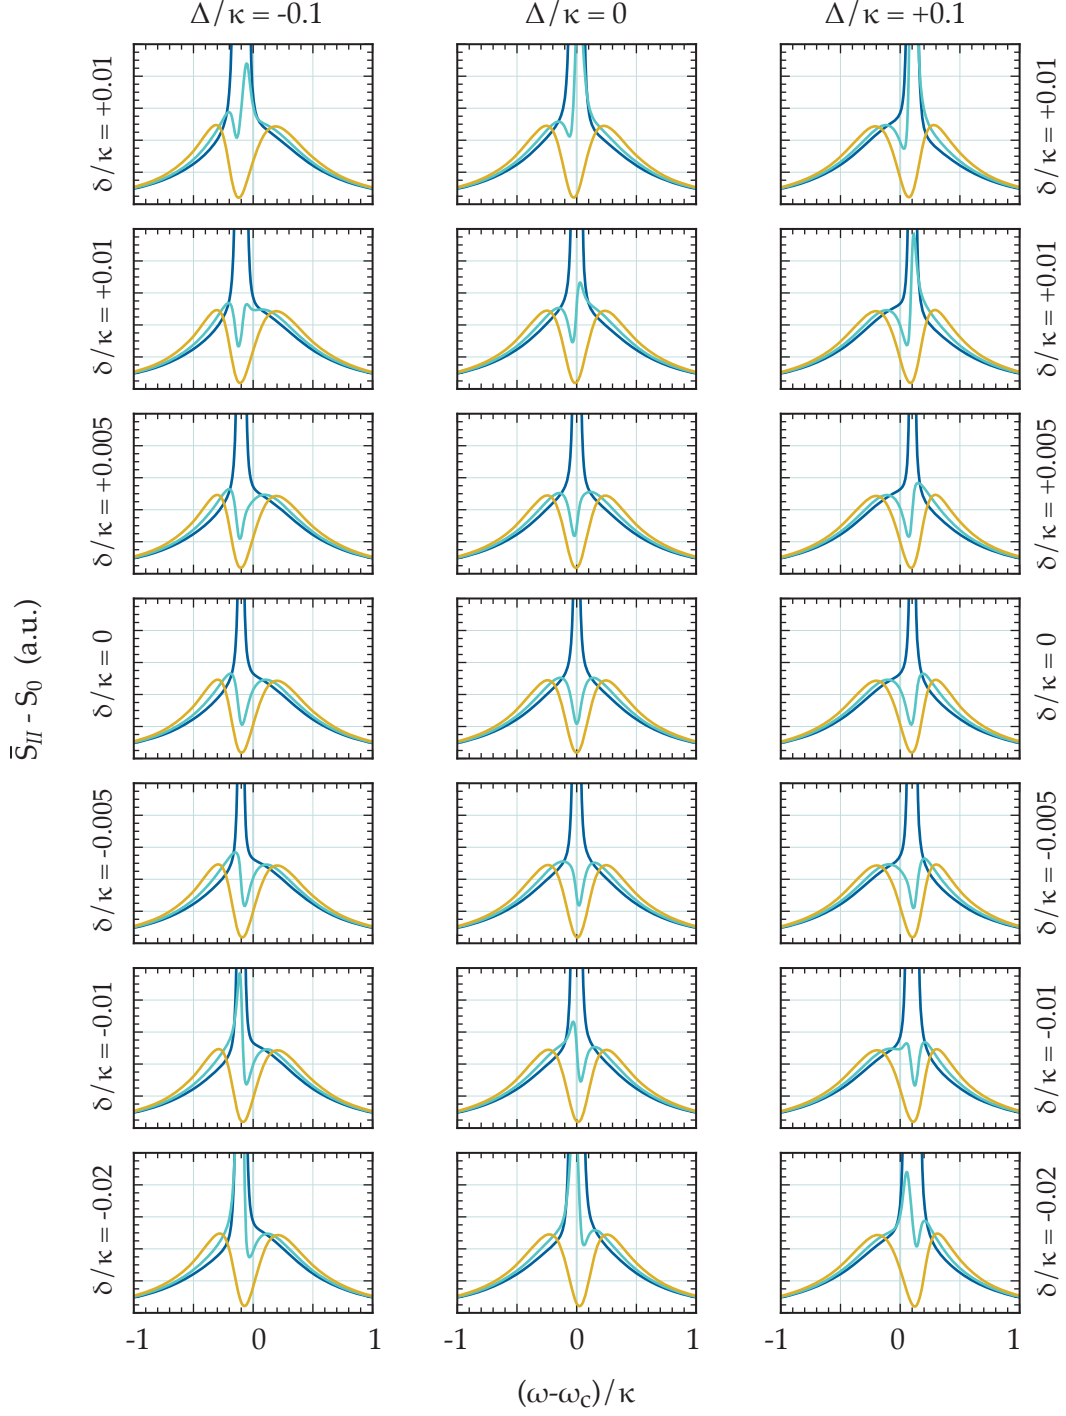 Δ/κ = -0.1 Δ/κ = 0 Δ/κ = +0.1
δ/κ = +0.01 δ/κ = +0.01
δ/κ = +0.01 δ/κ = +0.01
δ/κ = +0.005 δ/κ = +0.005
δ/κ = 0 δ/κ = 0
S̄_II - S_0 (a.u.)
δ/κ = -0.005 δ/κ = -0.005
δ/κ = -0.01 δ/κ = -0.01
δ/κ = -0.02 δ/κ = -0.02
-1 0 1 -1 0 1 -1 0 1
(ω-ω_c)/κ